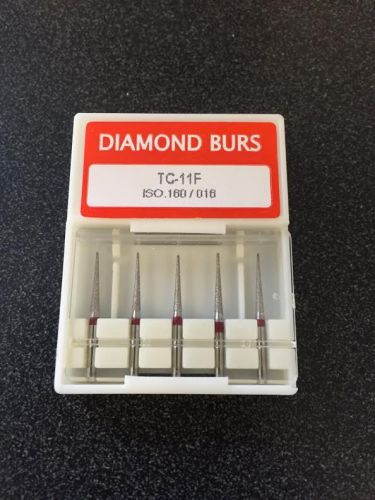 DIAMOND BURS
TC-11F
ISO.160/016